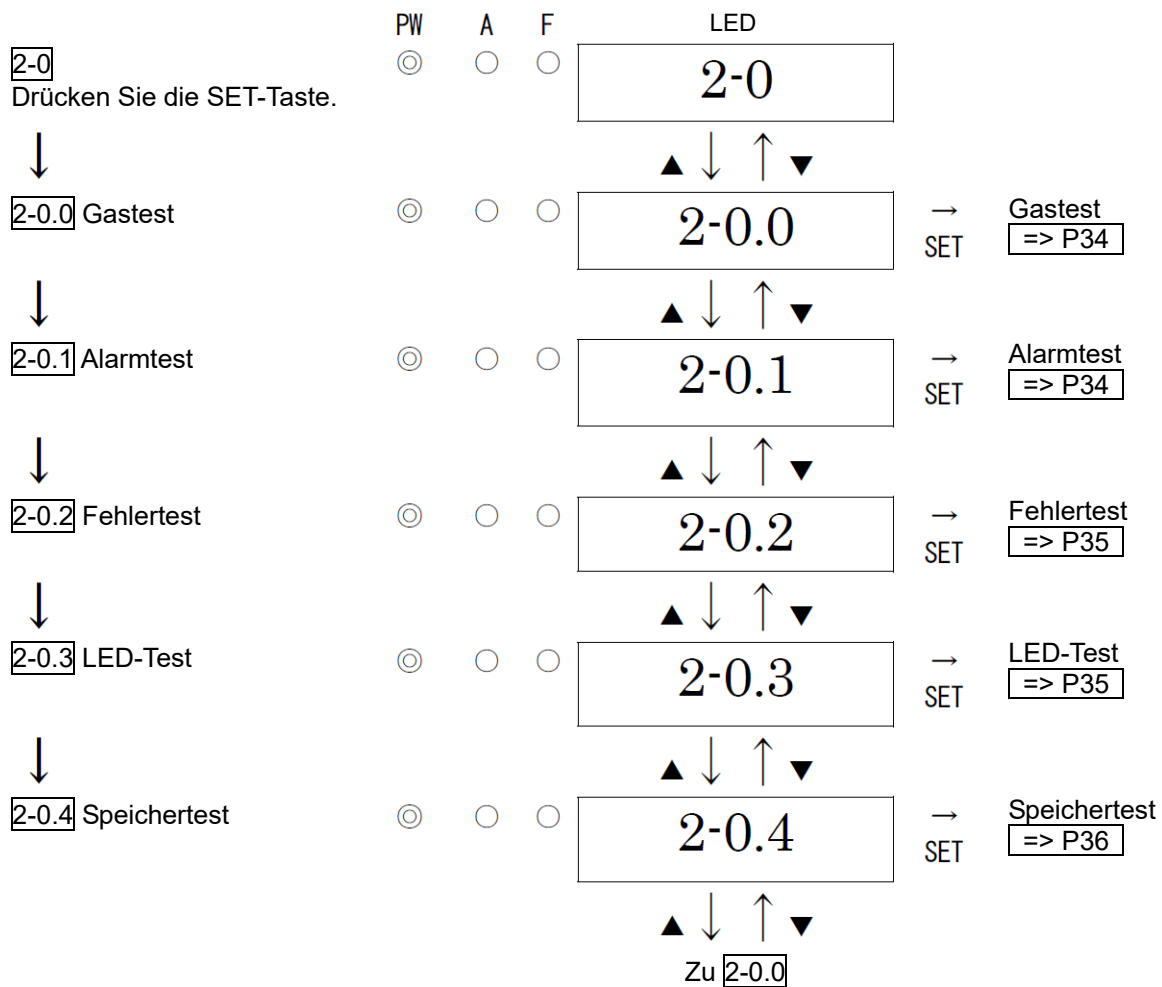 PW A F LED
2-0 ◎ ○ ○ 2-0
Drücken Sie die SET-Taste.
↓ ▲ ↓ ↑ ▼
2-0.0 Gastest ◎ ○ ○ 2-0.0 → Gastest
SET => P34
↓ ▲ ↓ ↑ ▼
2-0.1 Alarmtest ◎ ○ ○ 2-0.1 → Alarmtest
SET => P34
↓ ▲ ↓ ↑ ▼
2-0.2 Fehlertest ◎ ○ ○ 2-0.2 → Fehlertest
SET => P35
↓ ▲ ↓ ↑ ▼
2-0.3 LED-Test ◎ ○ ○ 2-0.3 → LED-Test
SET => P35
↓ ▲ ↓ ↑ ▼
2-0.4 Speichertest ◎ ○ ○ 2-0.4 → Speichertest
SET => P36
▲ ↓ ↑ ▼
Zu 2-0.0